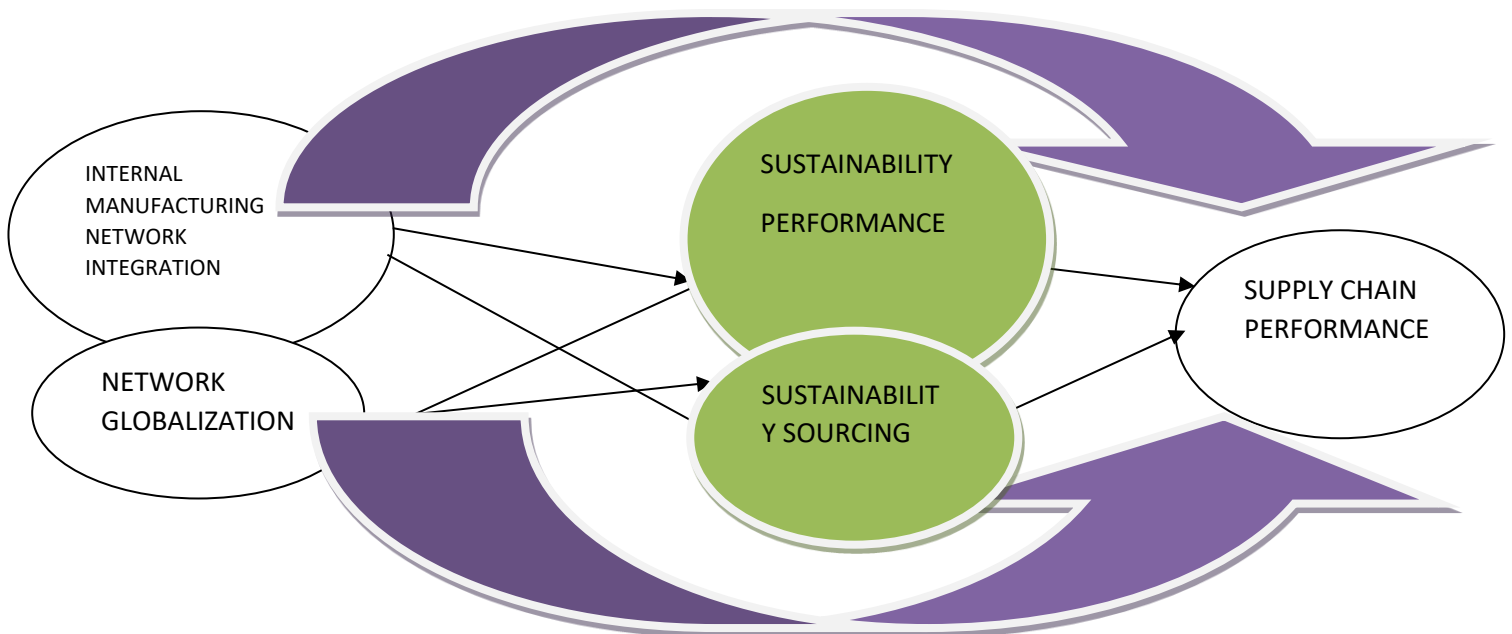 INTERNAL
MANUFACTURING
NETWORK
INTEGRATION
NETWORK
GLOBALIZATION
SUSTAINABILITY
PERFORMANCE
SUSTAINABILIT
Y SOURCING
SUPPLY CHAIN
PERFORMANCE